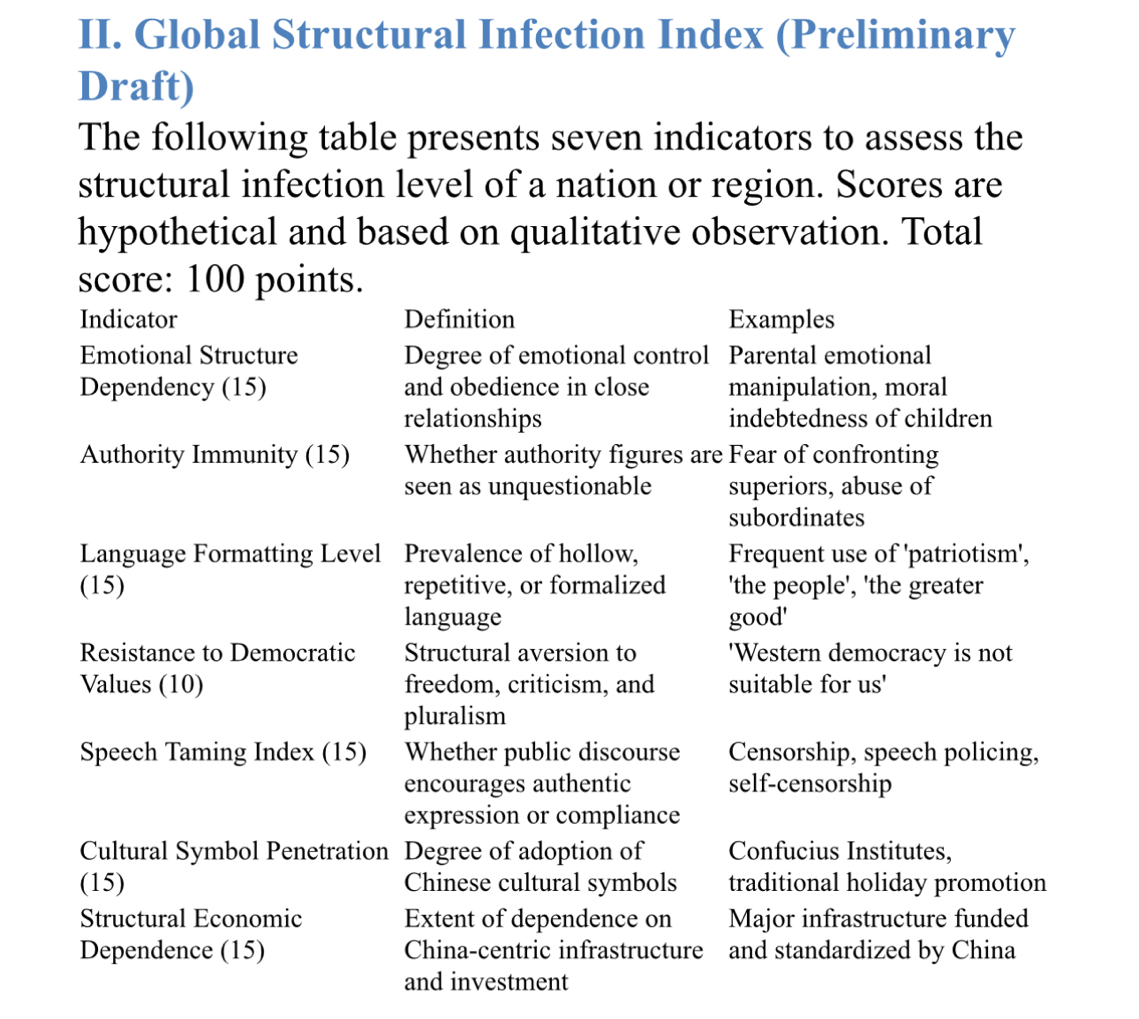 II. Global Structural Infection Index (Preliminary
Draft)
The following table presents seven indicators to assess the
structural infection level of a nation or region. Scores are
hypothetical and based on qualitative observation. Total
score: 100 points.
Indicator Definition Examples
Emotional Structure Degree of emotional control Parental emotional
Dependency (15) and obedience in close manipulation, moral
relationships indebtedness of children
Authority Immunity (15) Whether authority figures are Fear of confronting
seen as unquestionable superiors, abuse of
subordinates
Language Formatting Level Prevalence of hollow, Frequent use of 'patriotism',
(15) repetitive, or formalized 'the people', 'the greater
language good'
Resistance to Democratic Structural aversion to 'Western democracy is not
Values (10) freedom, criticism, and suitable for us'
pluralism
Speech Taming Index (15) Whether public discourse Censorship, speech policing,
encourages authentic self-censorship
expression or compliance
Cultural Symbol Penetration Degree of adoption of Confucius Institutes,
(15) Chinese cultural symbols traditional holiday promotion
Structural Economic Extent of dependence on Major infrastructure funded
Dependence (15) China-centric infrastructure and standardized by China
and investment